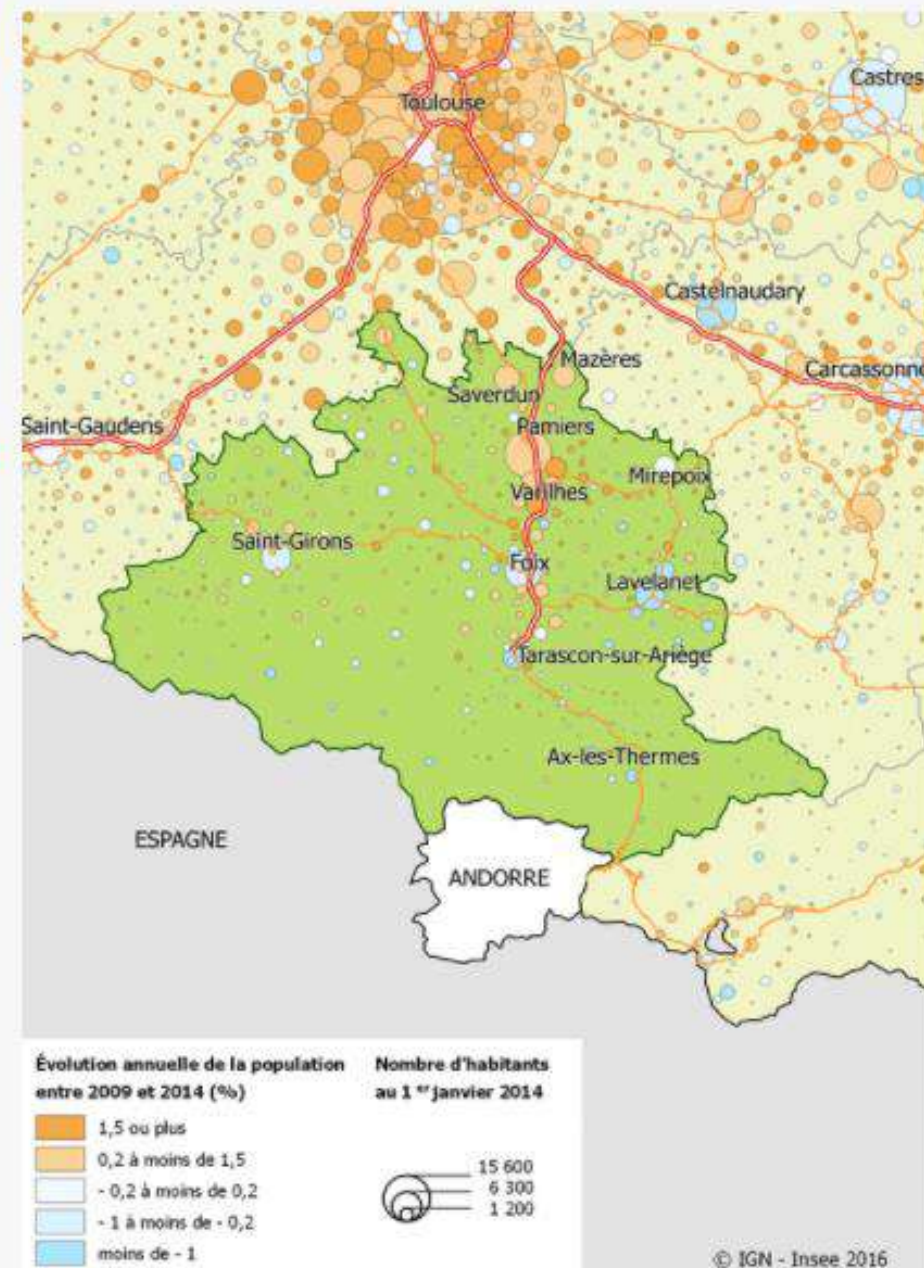 Castres
Toulouse
Castelnaudary
Mazères
Carcassonne
Saverdun
Saint-Gaudens
Pamiers
Mirepoix
Varilhes
Saint-Girons
Foix
Lavelanet
Tarascon-sur-Ariège
Ax-les-Thermes
ESPAGNE
ANDORRE
Évolution annuelle de la population
entre 2009 et 2014 (%)
1,5 ou plus
0,2 à moins de 1,5
- 0,2 à moins de 0,2
- 1 à moins de - 0,2
moins de - 1
Nombre d'habitants
au 1 er janvier 2014
15 600
6 300
1 200
© IGN - Insee 2016